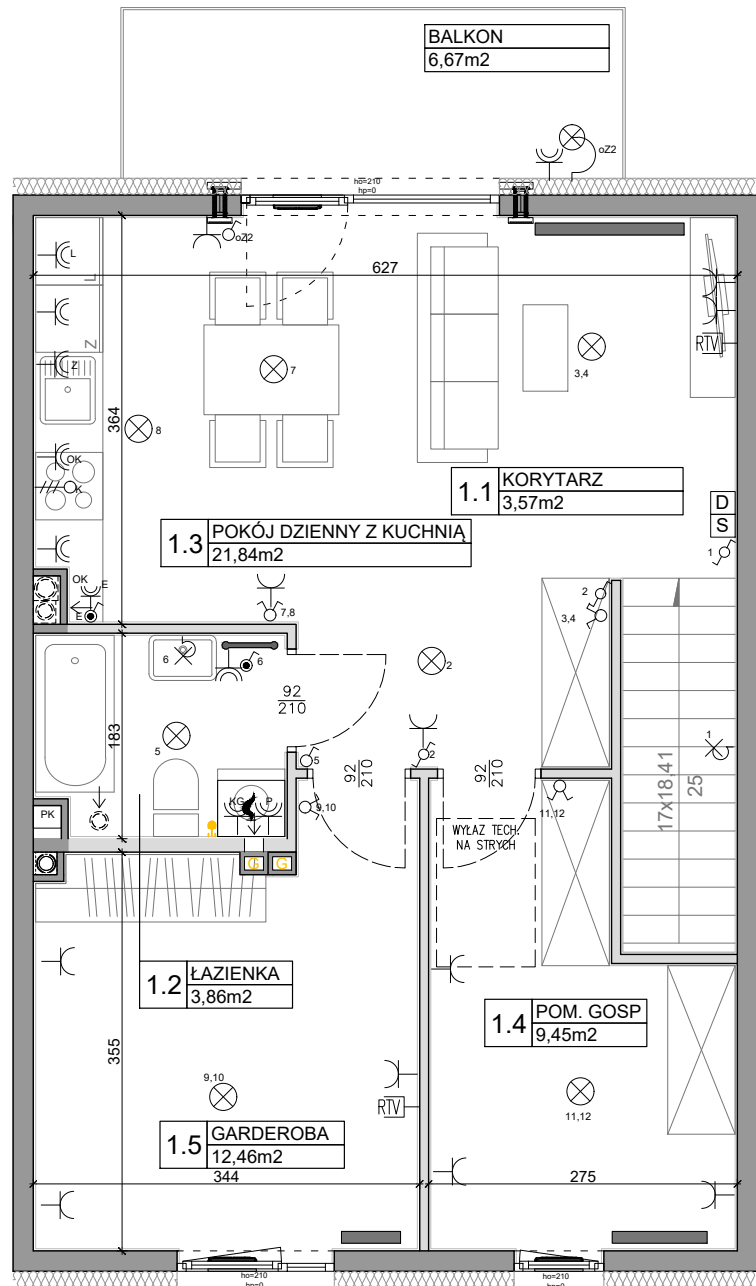 BALKON
6,67m2
oZ2
ho=210
hp=0
oZ2
L
L
627
Z
Z
7
3,4
RTV
364
8
OK
K
1.1 KORYTARZ
3,57m2
D
S
1
1.3 POKÓJ DZIENNY Z KUCHNIĄ
21,84m2
OK
E
E
7,8
2
3,4
6
6
2
92
210
183
5
5
2
92
210
92
210
1
17x18,41
25
KG
P
9,10
11,12
PK
WYŁAZ TECH.
NA STRYCH
G
G
1.2 ŁAZIENKA
3,86m2
1.4 POM. GOSP
9,45m2
355
9,10
RTV
11,12
1.5 GARDEROBA
12,46m2
344
275
ho=210
hp=0
ho=210
hp=0